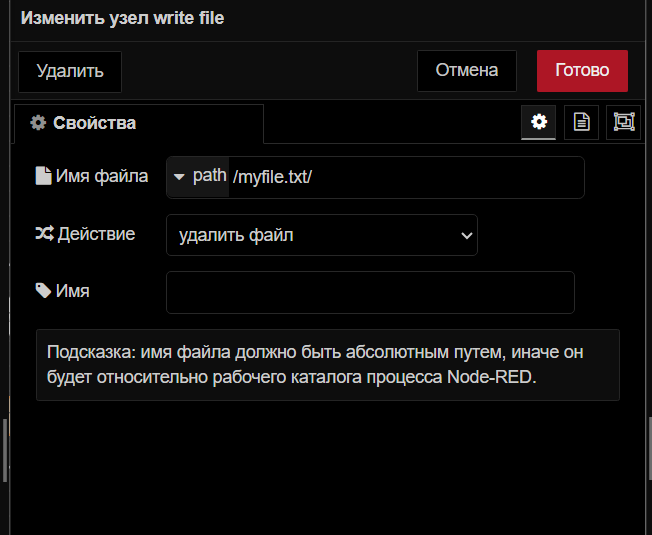 Изменить узел write file
Удалить
Отмена
Готово
Свойства
Имя файла
path /myfile.txt/
Действие
удалить файл
Имя
Подсказка: имя файла должно быть абсолютным путем, иначе он
будет относительно рабочего каталога процесса Node-RED.